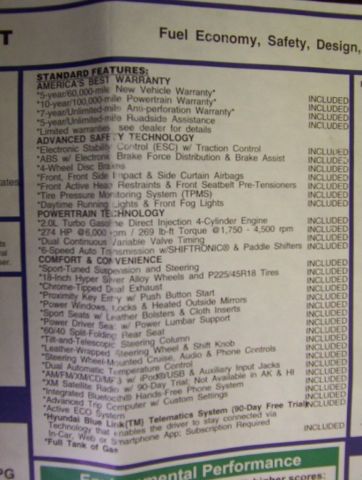 T
Fuel Economy, Safety, Design,
STANDARD FEATURES:
AMERICA'S BEST WARRANTY
*5-year/60,000-mile New Vehicle Warranty* INCLUDED
*10-year/100,000-mile Powertrain Warranty* INCLUDED
*7-year/Unlimited-mile Anti-perforation Warranty* INCLUDED
*5-year/Unlimited-mile Roadside Assistance INCLUDED
*Limited warranties see dealer for details
ADVANCED SAFETY TECHNOLOGY
*Electronic Stability Control (ESC) w/ Traction Control INCLUDED
*ABS w/ Electronic Brake Force Distribution & Brake Assist INCLUDED
*4-Wheel Disc Brakes INCLUDED
*Front, Front Side Impact & Side Curtain Airbags INCLUDED
*Front Active Head Restraints & Front Seatbelt Pre-Tensioners INCLUDED
*Tire Pressure Monitoring System (TPMS) INCLUDED
*Daytime Running Lights & Front Fog Lights INCLUDED
POWERTRAIN TECHNOLOGY
*2.0L Turbo Gasoline Direct Injection 4-Cylinder Engine INCLUDED
*274 HP @6,000 rpm / 269 lb-ft Torque @1,750 - 4,500 rpm INCLUDED
*Dual Continuous Variable Valve Timing INCLUDED
*6-Speed Auto Transmission w/SHIFTRONIC® & Paddle Shifters INCLUDED
COMFORT & CONVENIENCE
*Sport-Tuned Suspension and Steering INCLUDED
*18-Inch Hyper Silver Alloy Wheels and P225/45R18 Tires INCLUDED
*Chrome-Tipped Dual Exhaust INCLUDED
*Proximity Key Entry w/ Push Button Start INCLUDED
*Power Windows, Locks & Heated Outside Mirrors INCLUDED
*Sport Seats w/ Leather Bolsters & Cloth Inserts INCLUDED
*Power Driver Seat w/ Power Lumbar Support INCLUDED
*60/40 Split-Folding Rear Seat INCLUDED
*Tilt-and-Telescopic Steering Column INCLUDED
*Leather-Wrapped Steering Wheel & Shift Knob INCLUDED
*Steering Wheel-Mounted Cruise, Audio & Phone Controls INCLUDED
*Dual Automatic Temperature Control INCLUDED
*AM/FM/XM/CD/MP3 w/ iPod®/USB & Auxiliary Input Jacks INCLUDED
*XM Satellite Radio w/ 90-Day Trial; Not Available in AK & HI INCLUDED
*Integrated Bluetooth® Hands-Free Phone System INCLUDED
*Advanced Trip Computer w/ Custom Settings INCLUDED
*Active ECO System INCLUDED
*Hyundai Blue Link(TM) Telematics System (90-Day Free Trial) INCLUDED
Technology that enables the driver to stay connected via
In-Car, Web or Smartphone App; Subscription Required
*Full Tank of Gas INCLUDED
Environmental Performance
higher scores:
PG